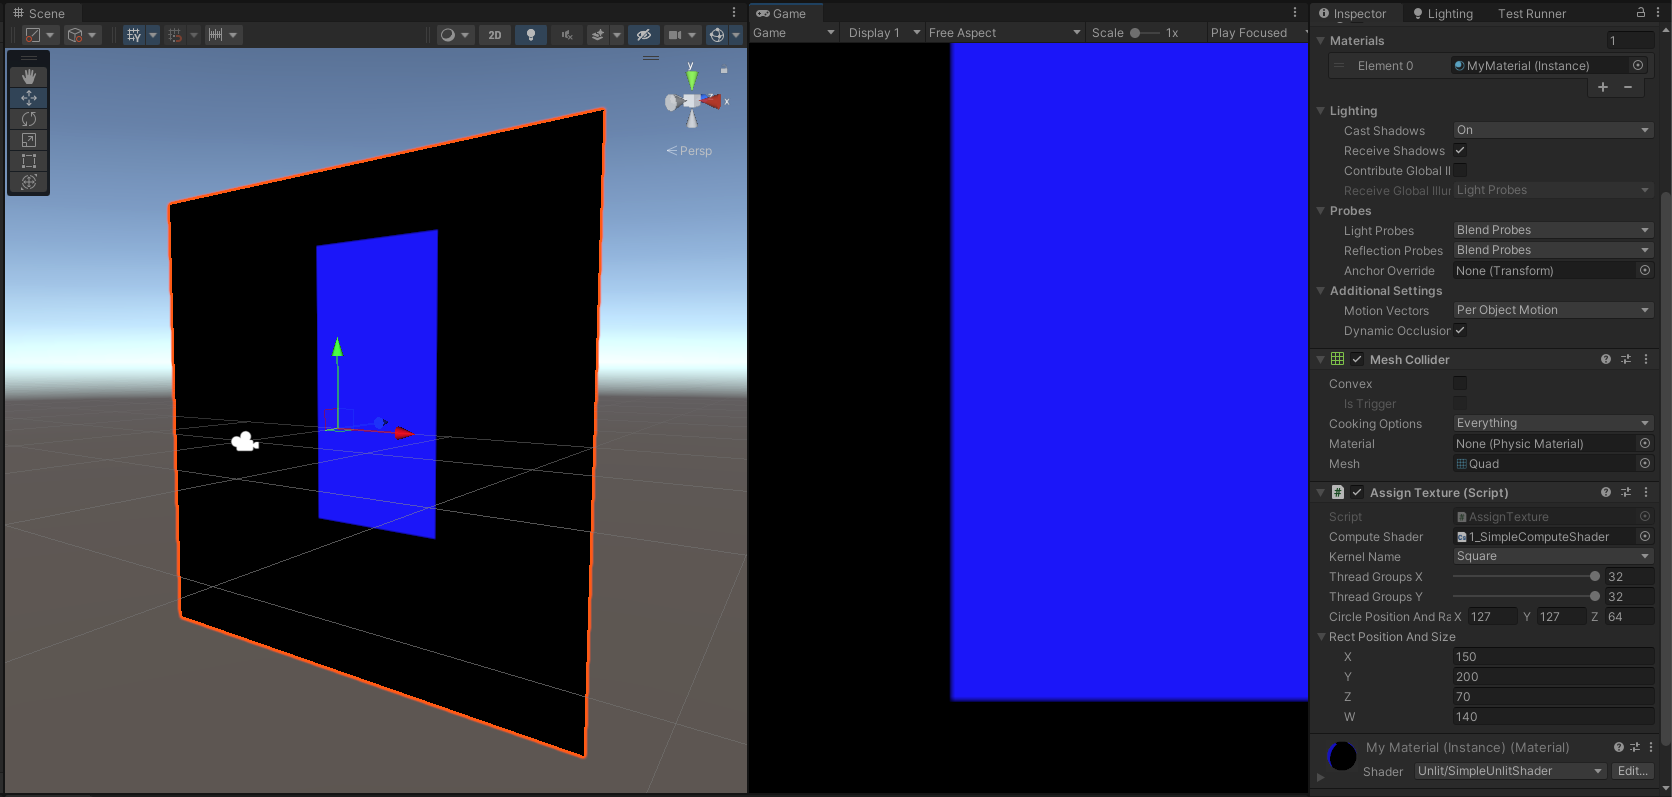 Scene
2D
y
x
Persp
Game
Game
Display 1
Free Aspect
Scale
1x
Play Focused
Inspector
Lighting
Test Runner
Materials
1
Element 0
MyMaterial (Instance)
+ −
Lighting
Cast Shadows
On
Receive Shadows
Contribute Global Il
Receive Global Illur
Light Probes
Probes
Light Probes
Blend Probes
Reflection Probes
Blend Probes
Anchor Override
None (Transform)
Additional Settings
Motion Vectors
Per Object Motion
Dynamic Occlusion
Mesh Collider
Convex
Is Trigger
Cooking Options
Everything
Material
None (Physic Material)
Mesh
Quad
# Assign Texture (Script)
Script
AssignTexture
Compute Shader
1_SimpleComputeShader
Kernel Name
Square
Thread Groups X
32
Thread Groups Y
32
Circle Position And Ra X 127 Y 127 Z 64
Rect Position And Size
X 150
Y 200
Z 70
W 140
My Material (Instance) (Material)
Shader
Unlit/SimpleUnlitShader
Edit...